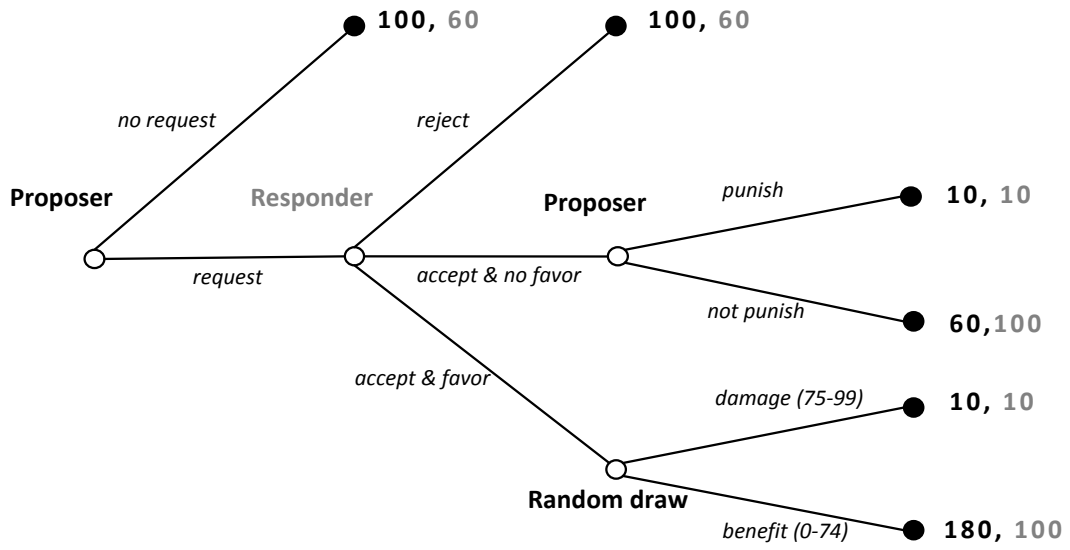 100, 60
100, 60
no request
reject
Proposer
Responder
Proposer
punish
10, 10
request
accept & no favor
not punish
60,100
accept & favor
damage (75-99)
10, 10
Random draw
benefit (0-74)
180, 100